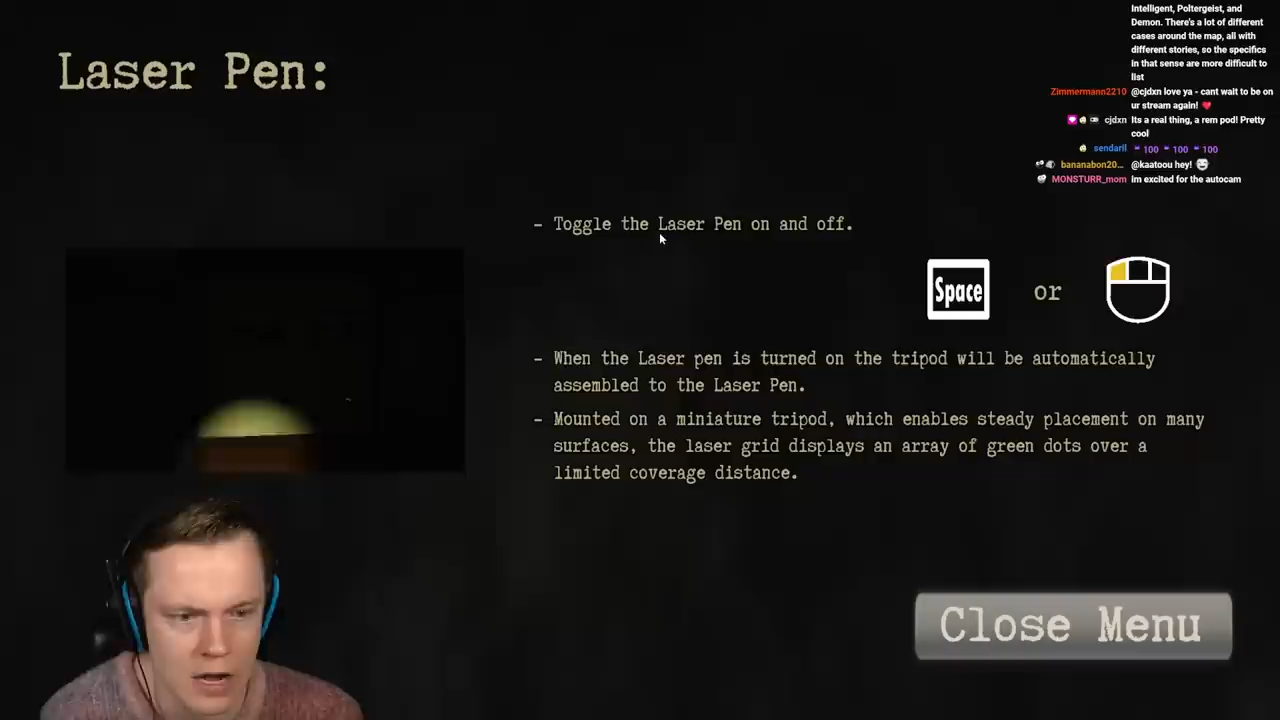 Laser Pen:
Intelligent, Poltergeist, and
Demon. There's a lot of different
cases around the map, all with
different stories, so the specifics
in that sense are more difficult to
list
Zimmermann2210 @cjdxn love ya - cant wait to be on
ur stream again!
cjdxn Its a real thing, a rem pod! Pretty
cool
sendaril 100 100 100
bananabon20... @kaatoou hey!
MONSTURR_mom im excited for the autocam
- Toggle the Laser Pen on and off.
Space or
- When the Laser pen is turned on the tripod will be automatically
assembled to the Laser Pen.
- Mounted on a miniature tripod, which enables steady placement on many
surfaces, the laser grid displays an array of green dots over a
limited coverage distance.
Close Menu